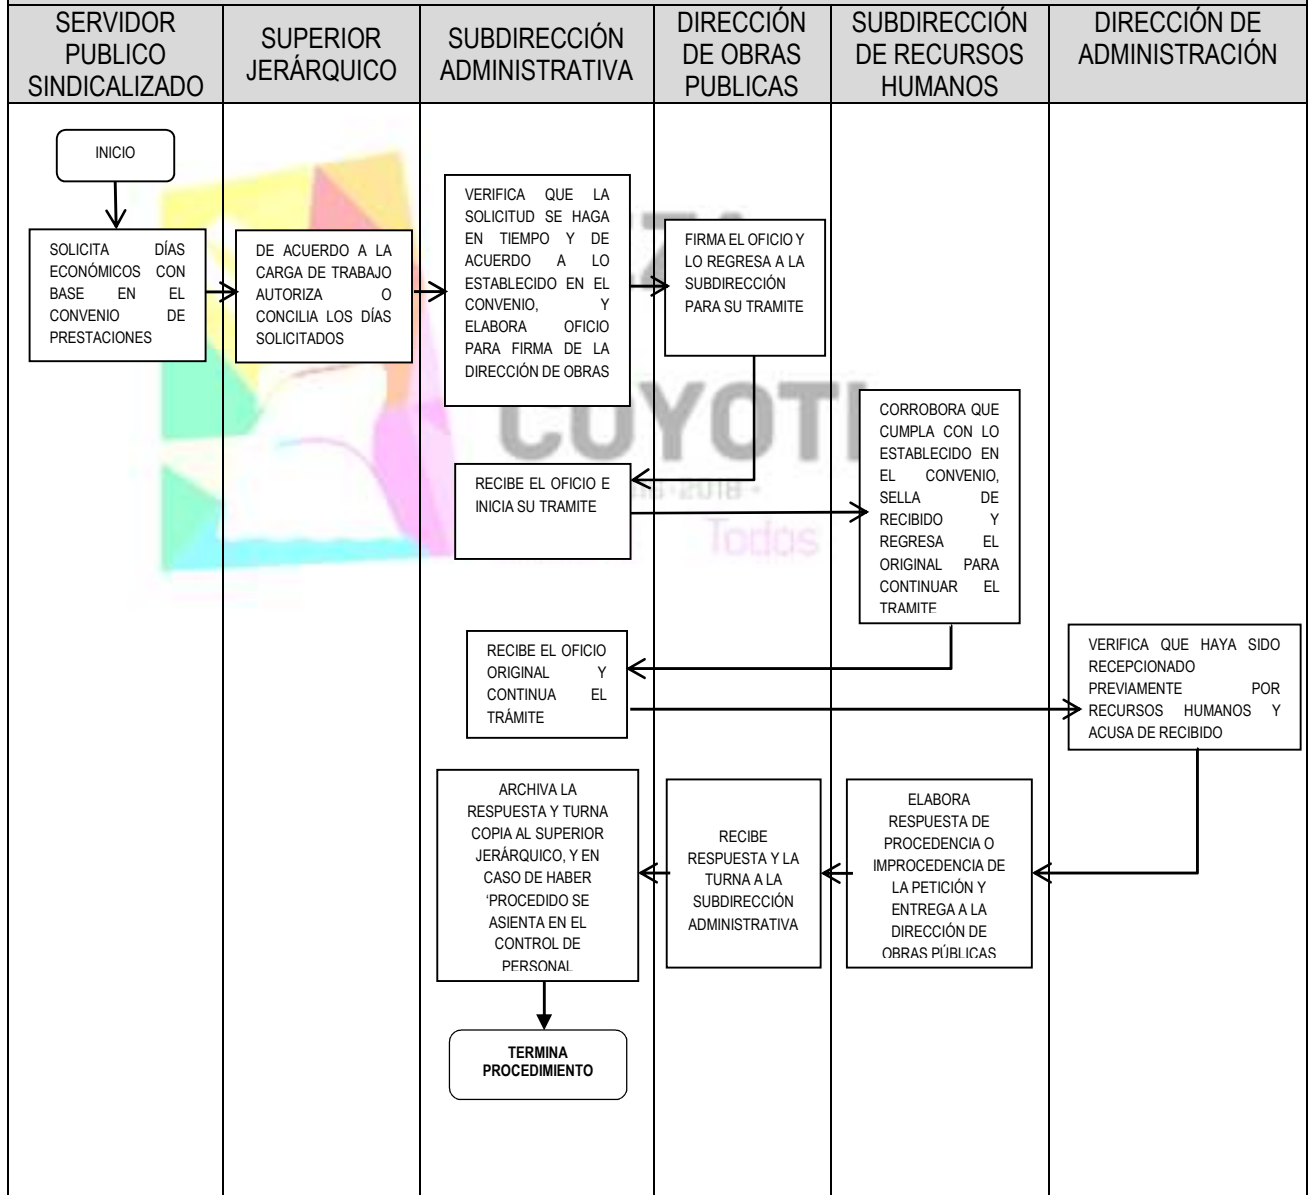 SERVIDOR
PUBLICO
SINDICALIZADO
SUPERIOR
JERÁRQUICO
SUBDIRECCIÓN
ADMINISTRATIVA
DIRECCIÓN
DE OBRAS
PUBLICAS
SUBDIRECCIÓN
DE RECURSOS
HUMANOS
DIRECCIÓN DE
ADMINISTRACIÓN
INICIO
SOLICITA DÍAS
ECONÓMICOS CON
BASE EN EL
CONVENIO DE
PRESTACIONES
DE ACUERDO A LA
CARGA DE TRABAJO
AUTORIZA O
CONCILIA LOS DÍAS
SOLICITADOS
VERIFICA QUE LA
SOLICITUD SE HAGA
EN TIEMPO Y DE
ACUERDO A LO
ESTABLECIDO EN EL
CONVENIO, Y
ELABORA OFICIO
PARA FIRMA DE LA
DIRECCIÓN DE OBRAS
FIRMA EL OFICIO Y
LO REGRESA A LA
SUBDIRECCIÓN
PARA SU TRAMITE
RECIBE EL OFICIO E
INICIA SU TRAMITE
CORROBORA QUE
CUMPLA CON LO
ESTABLECIDO EN
EL CONVENIO,
SELLA DE
RECIBIDO Y
REGRESA EL
ORIGINAL PARA
CONTINUAR EL
TRAMITE
RECIBE EL OFICIO
ORIGINAL Y
CONTINUA EL
TRÁMITE
VERIFICA QUE HAYA SIDO
RECEPCIONADO
PREVIAMENTE POR
RECURSOS HUMANOS Y
ACUSA DE RECIBIDO
ELABORA
RESPUESTA DE
PROCEDENCIA O
IMPROCEDENCIA DE
LA PETICIÓN Y
ENTREGA A LA
DIRECCIÓN DE
OBRAS PÚBLICAS
RECIBE
RESPUESTA Y LA
TURNA A LA
SUBDIRECCIÓN
ADMINISTRATIVA
ARCHIVA LA
RESPUESTA Y TURNA
COPIA AL SUPERIOR
JERÁRQUICO, Y EN
CASO DE HABER
‘PROCEDIDO SE
ASIENTA EN EL
CONTROL DE
PERSONAL
TERMINA
PROCEDIMIENTO
COYOTL
2018
Todos